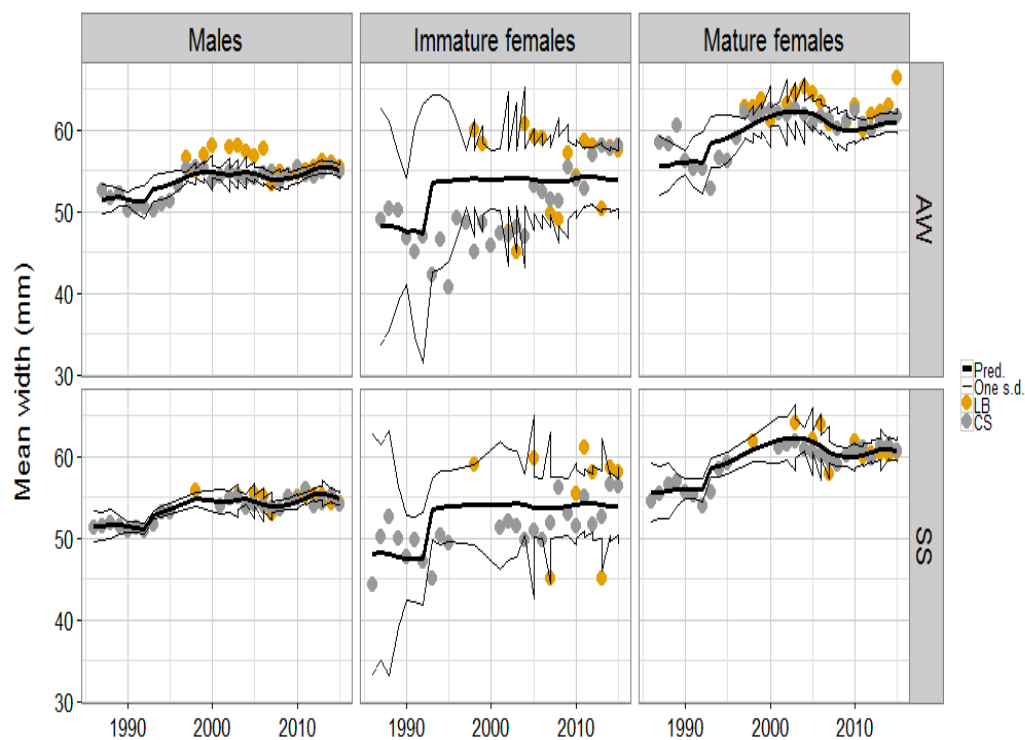 Males Immature females Mature females
60
50
40
30
AW
Mean width (mm)
Pred.
One s.d.
LB
CS
60
50
40
30
SS
1990 2000 2010 1990 2000 2010 1990 2000 2010